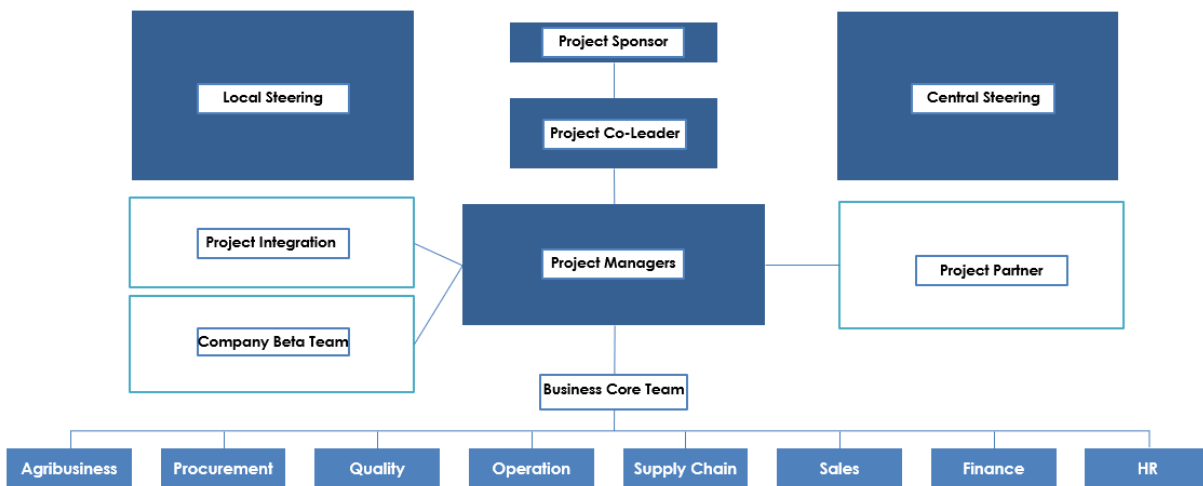 Project Sponsor
Local Steering
Central Steering
Project Co-Leader
Project Integration
Project Managers
Project Partner
Company Beta Team
Business Core Team
Agribusiness
Procurement
Quality
Operation
Supply Chain
Sales
Finance
HR